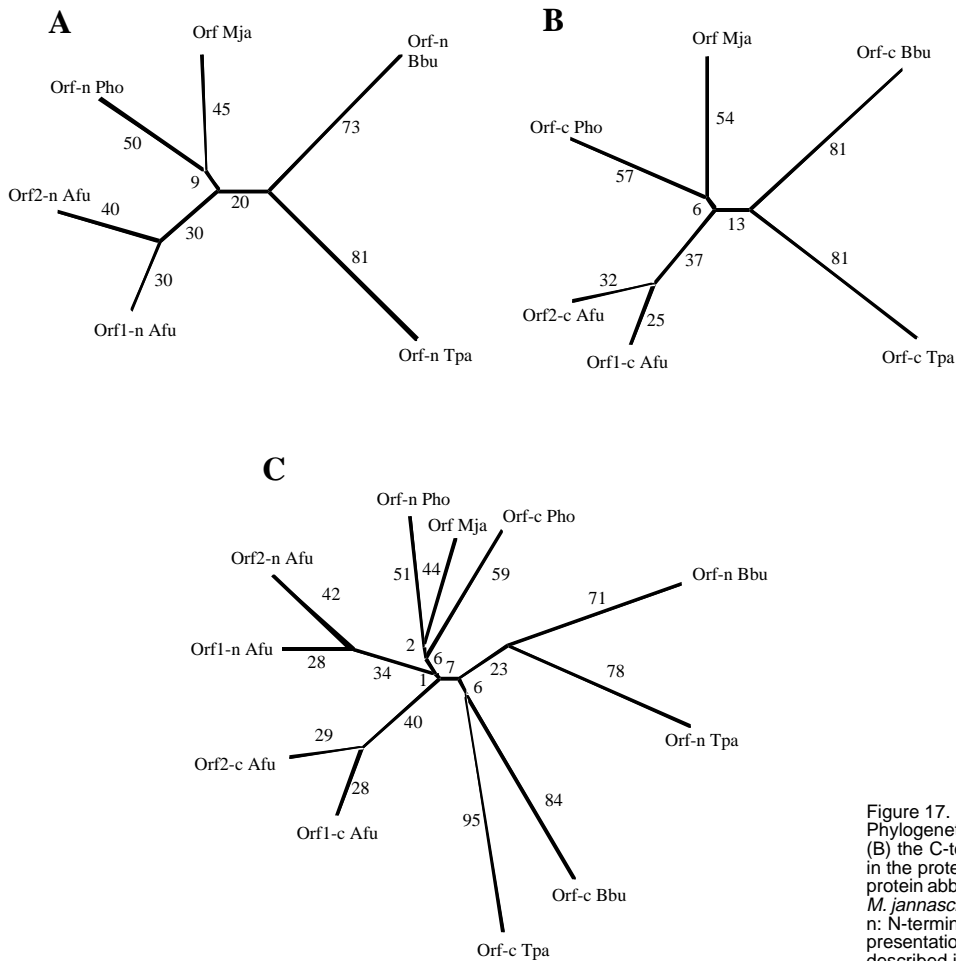 A
Orf Mja
Orf-n
Bbu
Orf-n Pho
45
73
50
9
Orf2-n Afu
40
20
30
30
81
Orf1-n Afu
Orf-n Tpa
B
Orf Mja
Orf-c Bbu
54
Orf-c Pho
81
57
6
13
37
81
32
Orf2-c Afu
25
Orf1-c Afu
Orf-c Tpa
C
Orf-n Pho
Orf-c Pho
Orf Mja
Orf2-n Afu
51
44
59
Orf-n Bbu
42
71
Orf1-n Afu
28
2
6
7
34
1
6
23
78
40
Orf-n Tpa
29
Orf2-c Afu
28
84
95
Orf1-c Afu
Orf-c Bbu
Orf-c Tpa
Figure 17.
Phylogenet
(B) the C-te
in the prote
protein abb
M. jannasc
n: N-termin
presentatio
described i